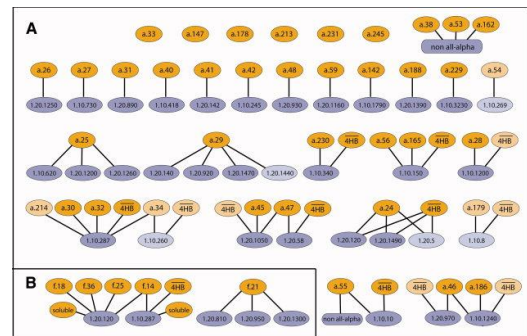 A
a.33 a.147 a.178 a.213 a.231 a.245
a.38 a.53 a.162
non all-alpha
a.26 a.27 a.31 a.40 a.41 a.42 a.48 a.59 a.142 a.188 a.229 a.54
1.20.1250 1.10.730 1.20.890 1.10.418 1.20.142 1.10.245 1.20.930 1.20.1160 1.10.1790 1.20.1390 1.10.3230 1.10.269
a.25 a.29 a.230 4HB a.56 a.165 4HB a.28 4HB
1.10.620 1.20.1200 1.20.1260 1.20.140 1.20.920 1.20.1470 1.20.1440 1.10.340 1.10.150 1.10.1200
a.214 a.30 a.32 4HB a.34 4HB 4HB a.45 a.47 4HB a.24 4HB a.179 4HB
1.10.287 1.10.260 1.20.1050 1.20.58 1.20.120 1.20.1490 1.20.5 1.10.8
B
f.18 f.36 f.25 f.14 4HB f.21 a.55 4HB 4HB a.46 a.186 4HB
soluble 1.20.120 1.10.287 soluble 1.20.810 1.20.950 1.20.1300 non all-alpha 1.10.10 1.20.970 1.10.1240